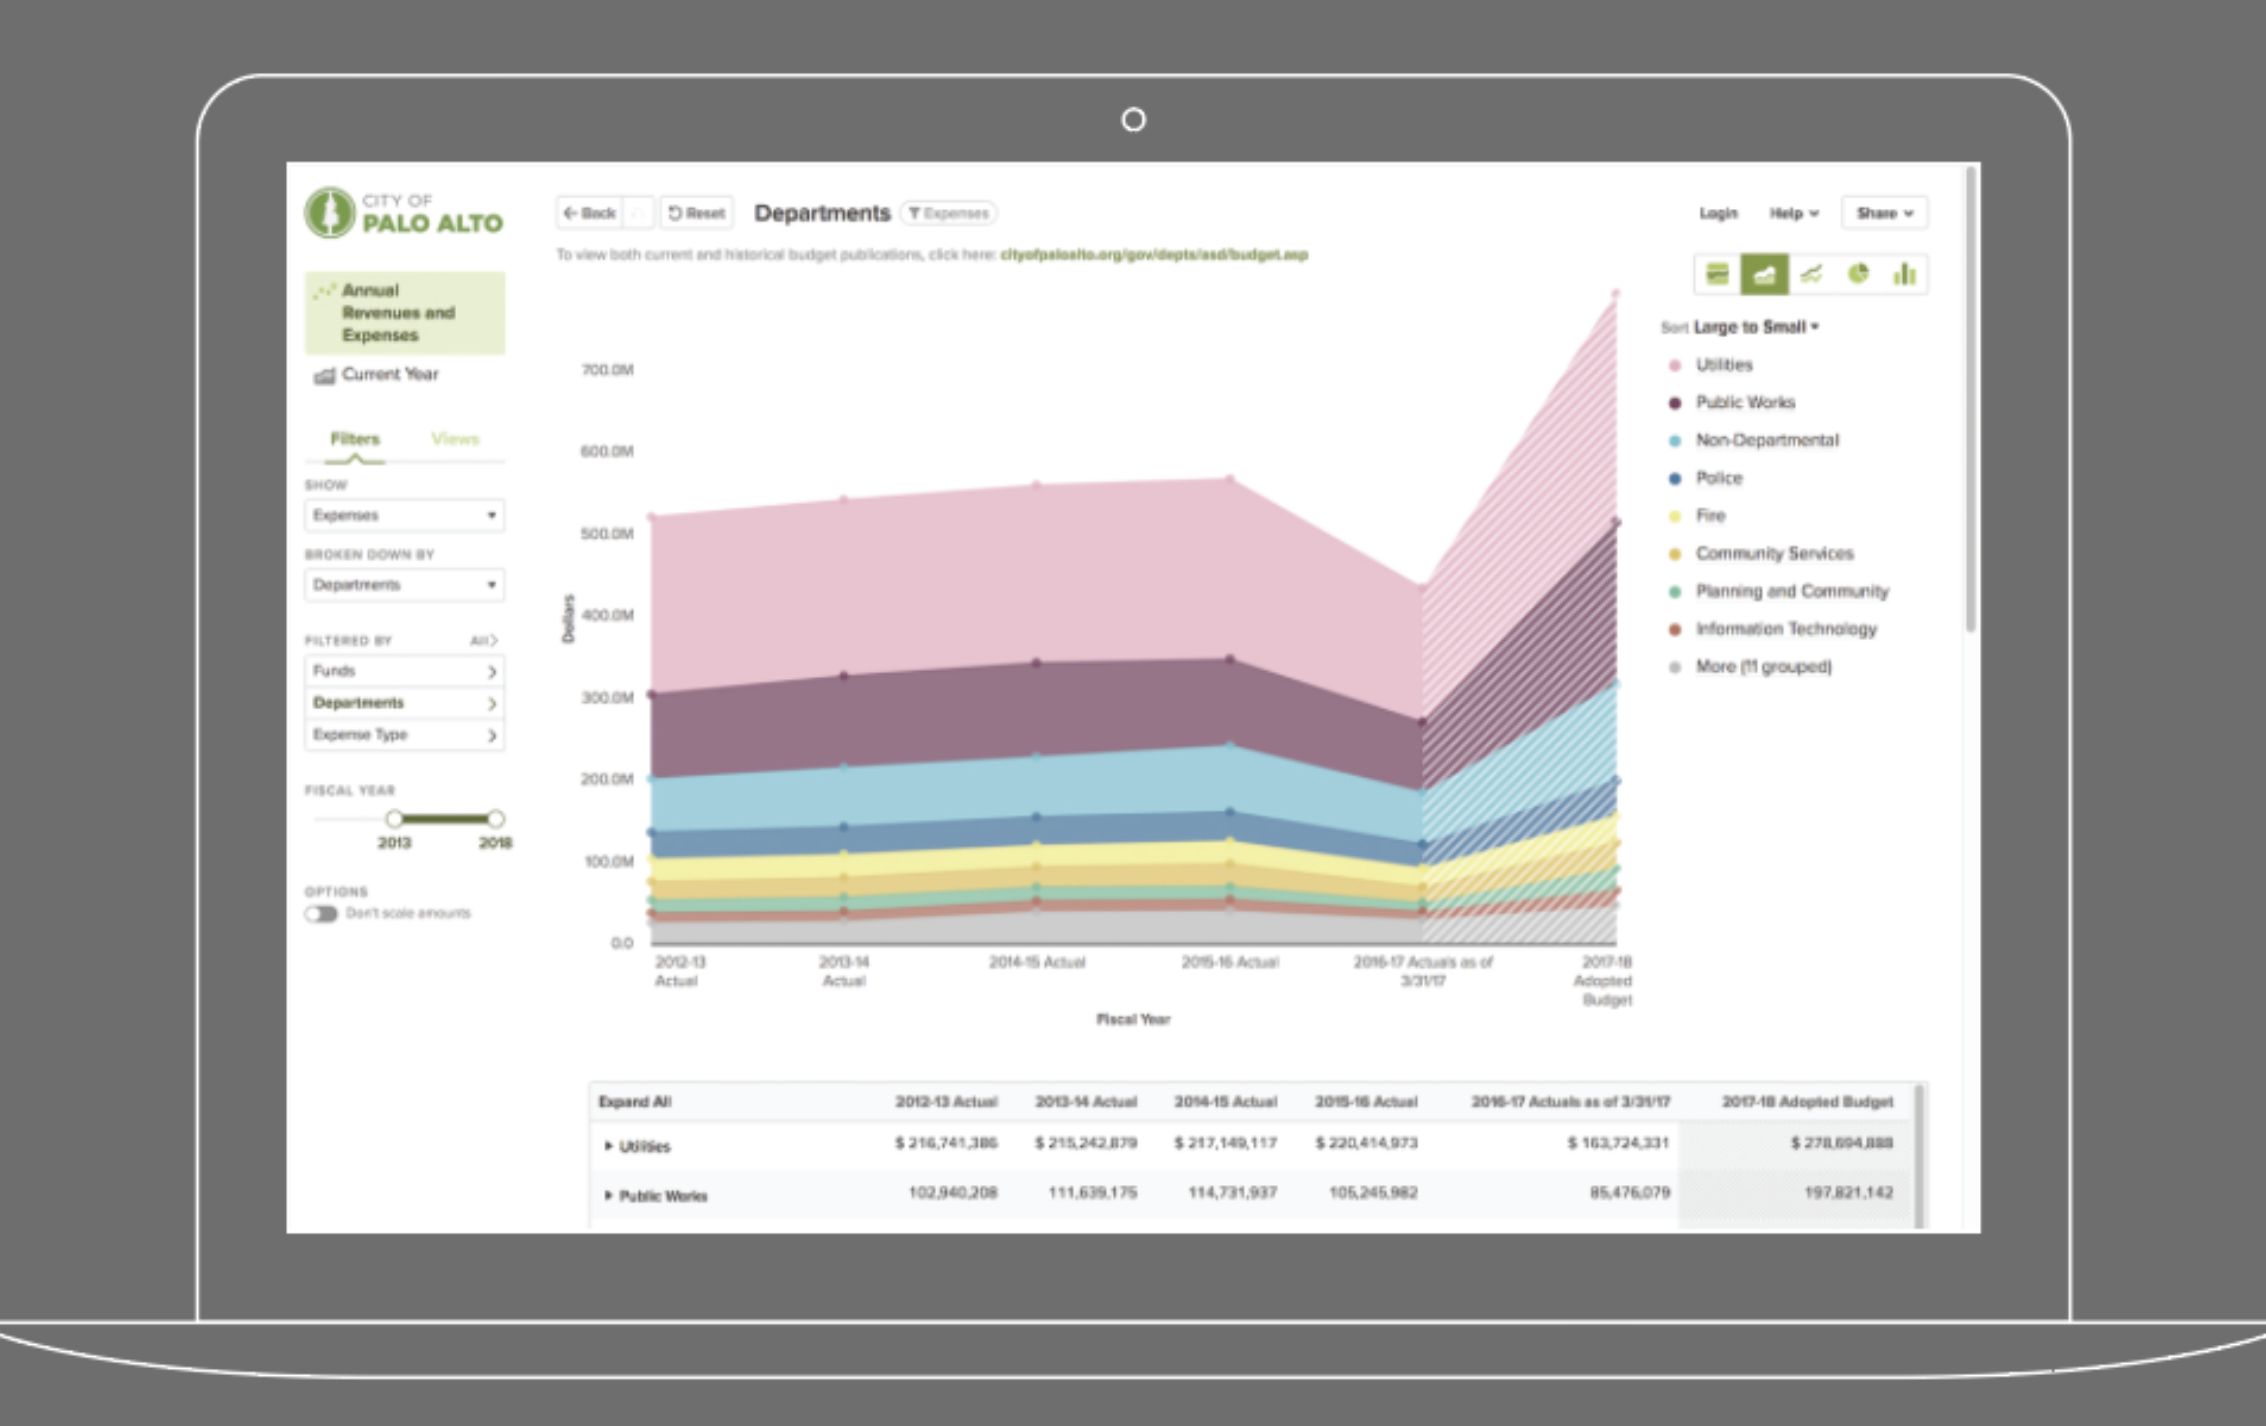 CITY OF
PALO ALTO
Back
Reset
Departments
Expenses
Login
Help
Share
To view both current and historical budget publications, click here: cityofpaloalto.org/gov/depts/asd/budget.asp
Annual
Revenues and
Expenses
Current Year
Filters
Views
SHOW
Expenses
BROKEN DOWN BY
Departments
FILTERED BY
All
Funds
Departments
Expense Type
FISCAL YEAR
2013
2018
OPTIONS
Don't scale amounts
Dollars
700.0M
600.0M
500.0M
400.0M
300.0M
200.0M
100.0M
0.0
2012-13
Actual
2013-14
Actual
2014-15 Actual
2015-16 Actual
2016-17 Actuals as of
3/31/17
2017-18
Adopted
Budget
Fiscal Year
Sort Large to Small
Utilities
Public Works
Non-Departmental
Police
Fire
Community Services
Planning and Community
Information Technology
More (11 grouped)
Expand All 2012-13 Actual 2013-14 Actual 2014-15 Actual 2015-16 Actual 2016-17 Actuals as of 3/31/17 2017-18 Adopted Budget
Utilities $ 216,741,386 $ 215,242,879 $ 217,149,117 $ 220,414,973 $ 163,724,331 $ 278,694,888
Public Works 102,940,208 111,639,175 114,731,937 105,245,982 85,476,079 197,821,142